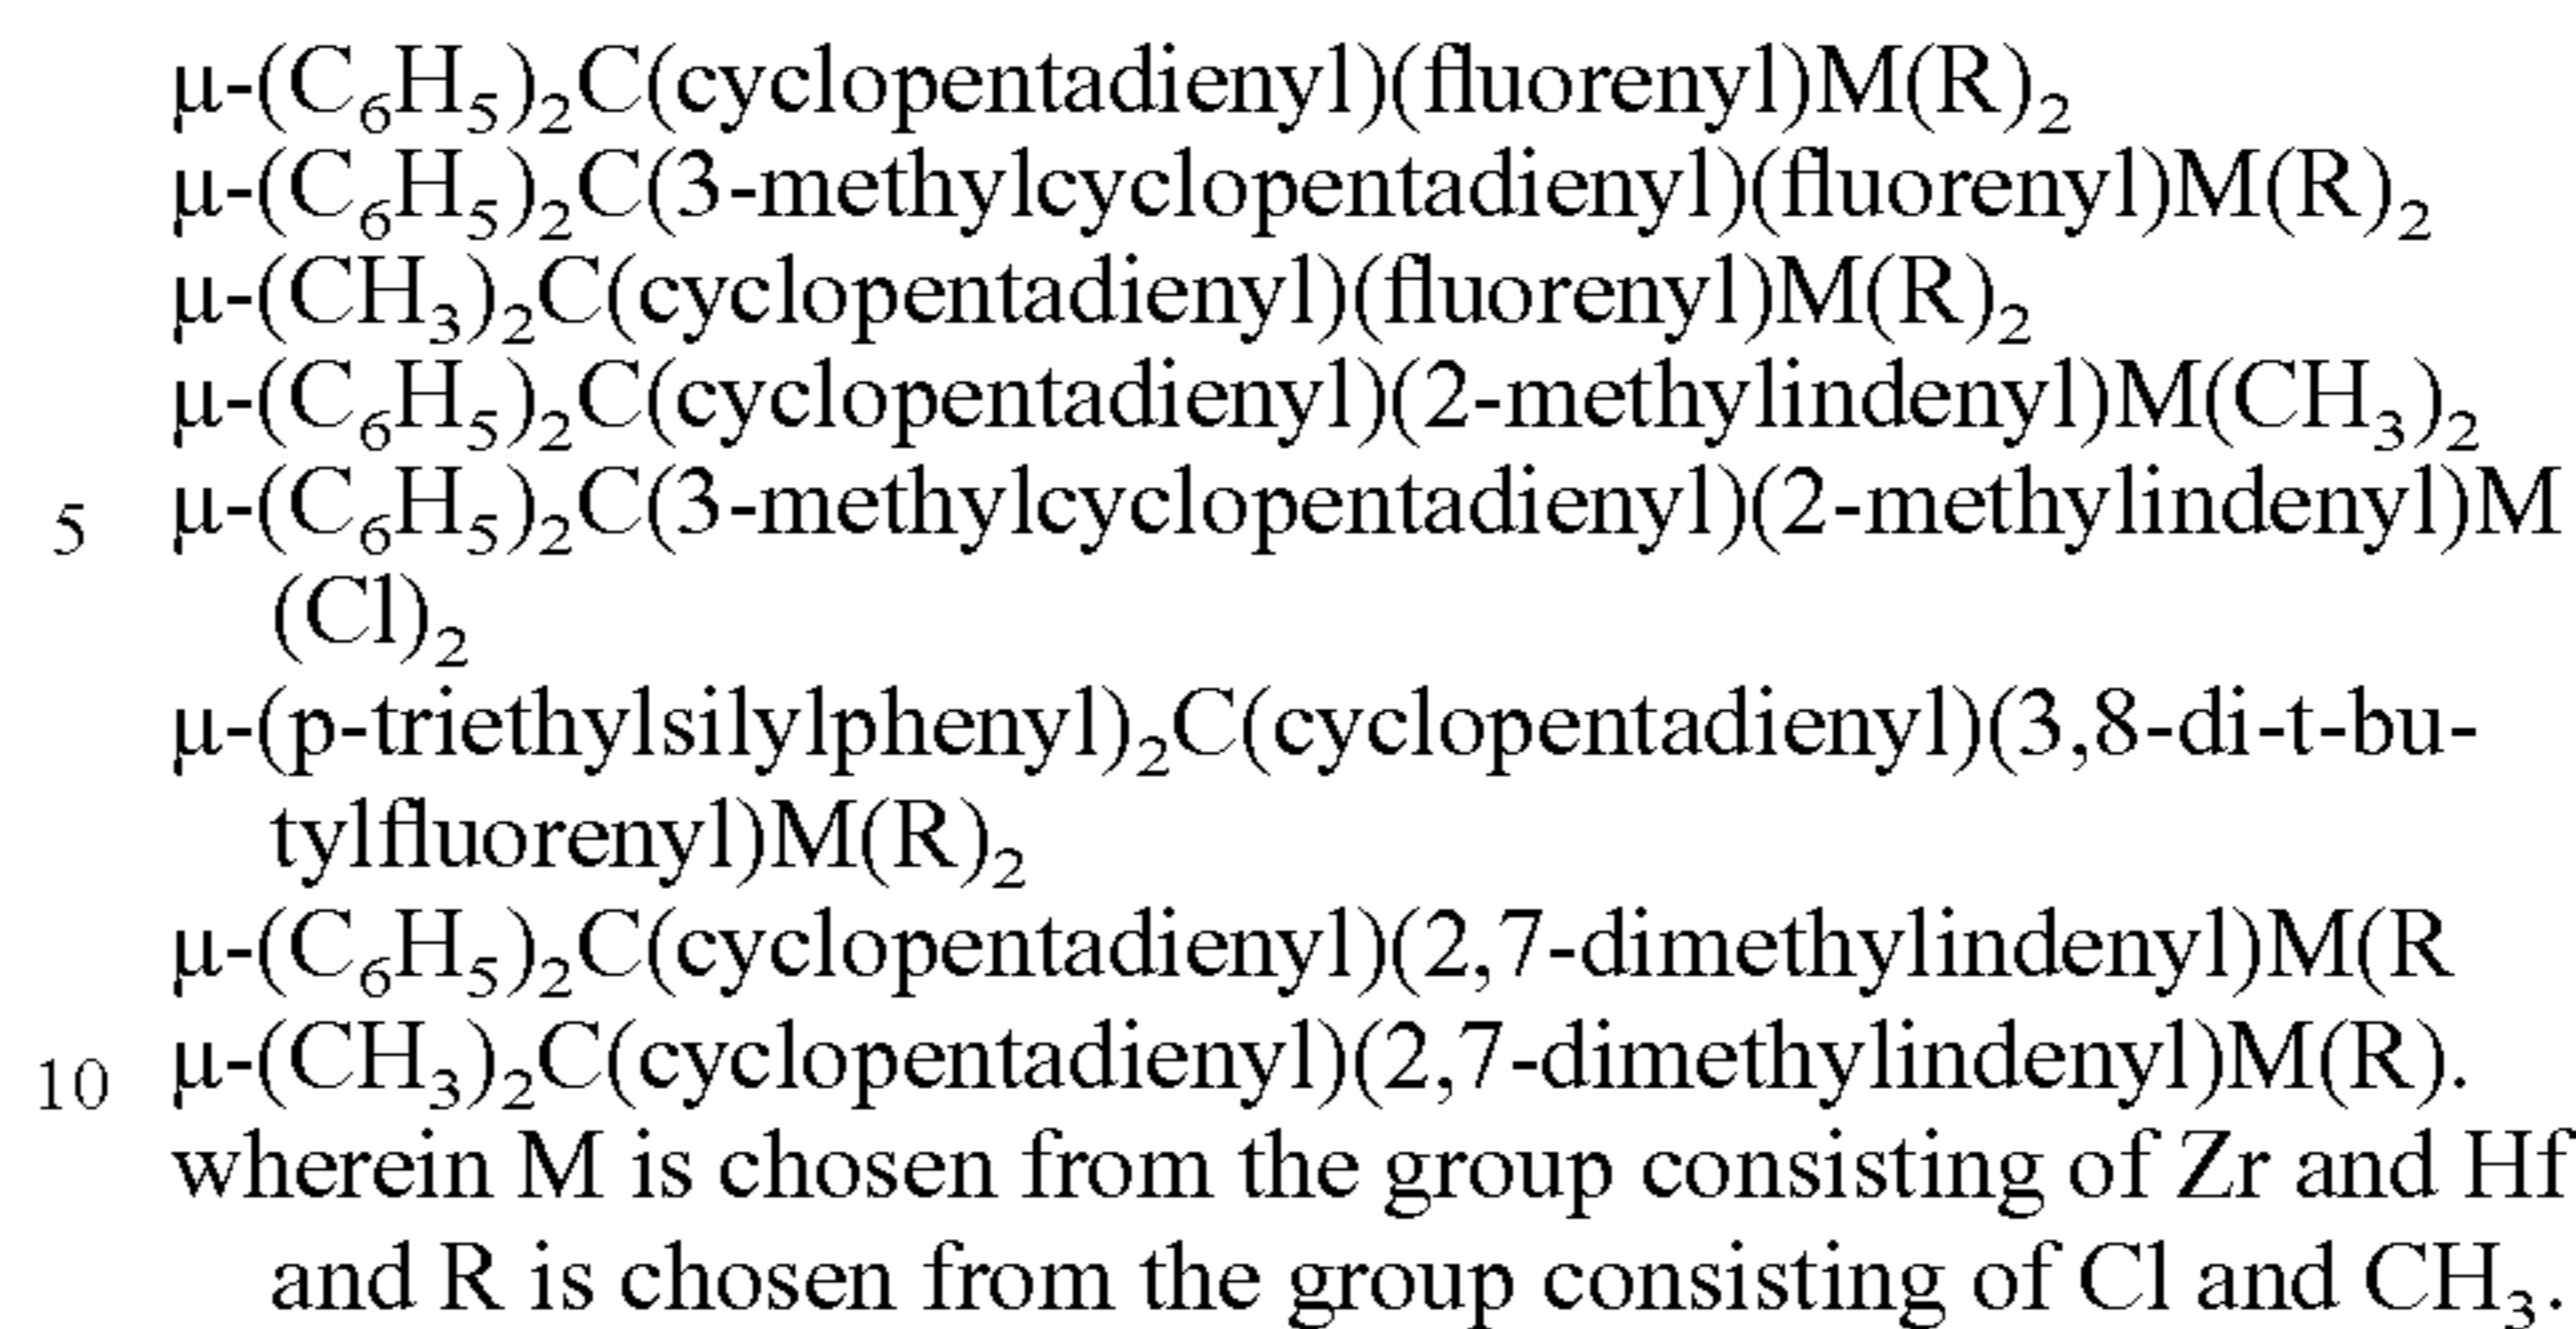 μ-(C₆H₅)₂C(cyclopentadienyl)(fluorenyl)M(R)₂
μ-(C₆H₅)₂C(3-methylcyclopentadienyl)(fluorenyl)M(R)₂
μ-(CH₃)₂C(cyclopentadienyl)(fluorenyl)M(R)₂
μ-(C₆H₅)₂C(cyclopentadienyl)(2-methylindenyl)M(CH₃)₂
5 μ-(C₆H₅)₂C(3-methylcyclopentadienyl)(2-methylindenyl)M
(Cl)₂
μ-(p-triethylsilylphenyl)₂C(cyclopentadienyl)(3,8-di-t-bu-
tylfluorenyl)M(R)₂
μ-(C₆H₅)₂C(cyclopentadienyl)(2,7-dimethylindenyl)M(R
10 μ-(CH₃)₂C(cyclopentadienyl)(2,7-dimethylindenyl)M(R).
wherein M is chosen from the group consisting of Zr and Hf
and R is chosen from the group consisting of Cl and CH₃.